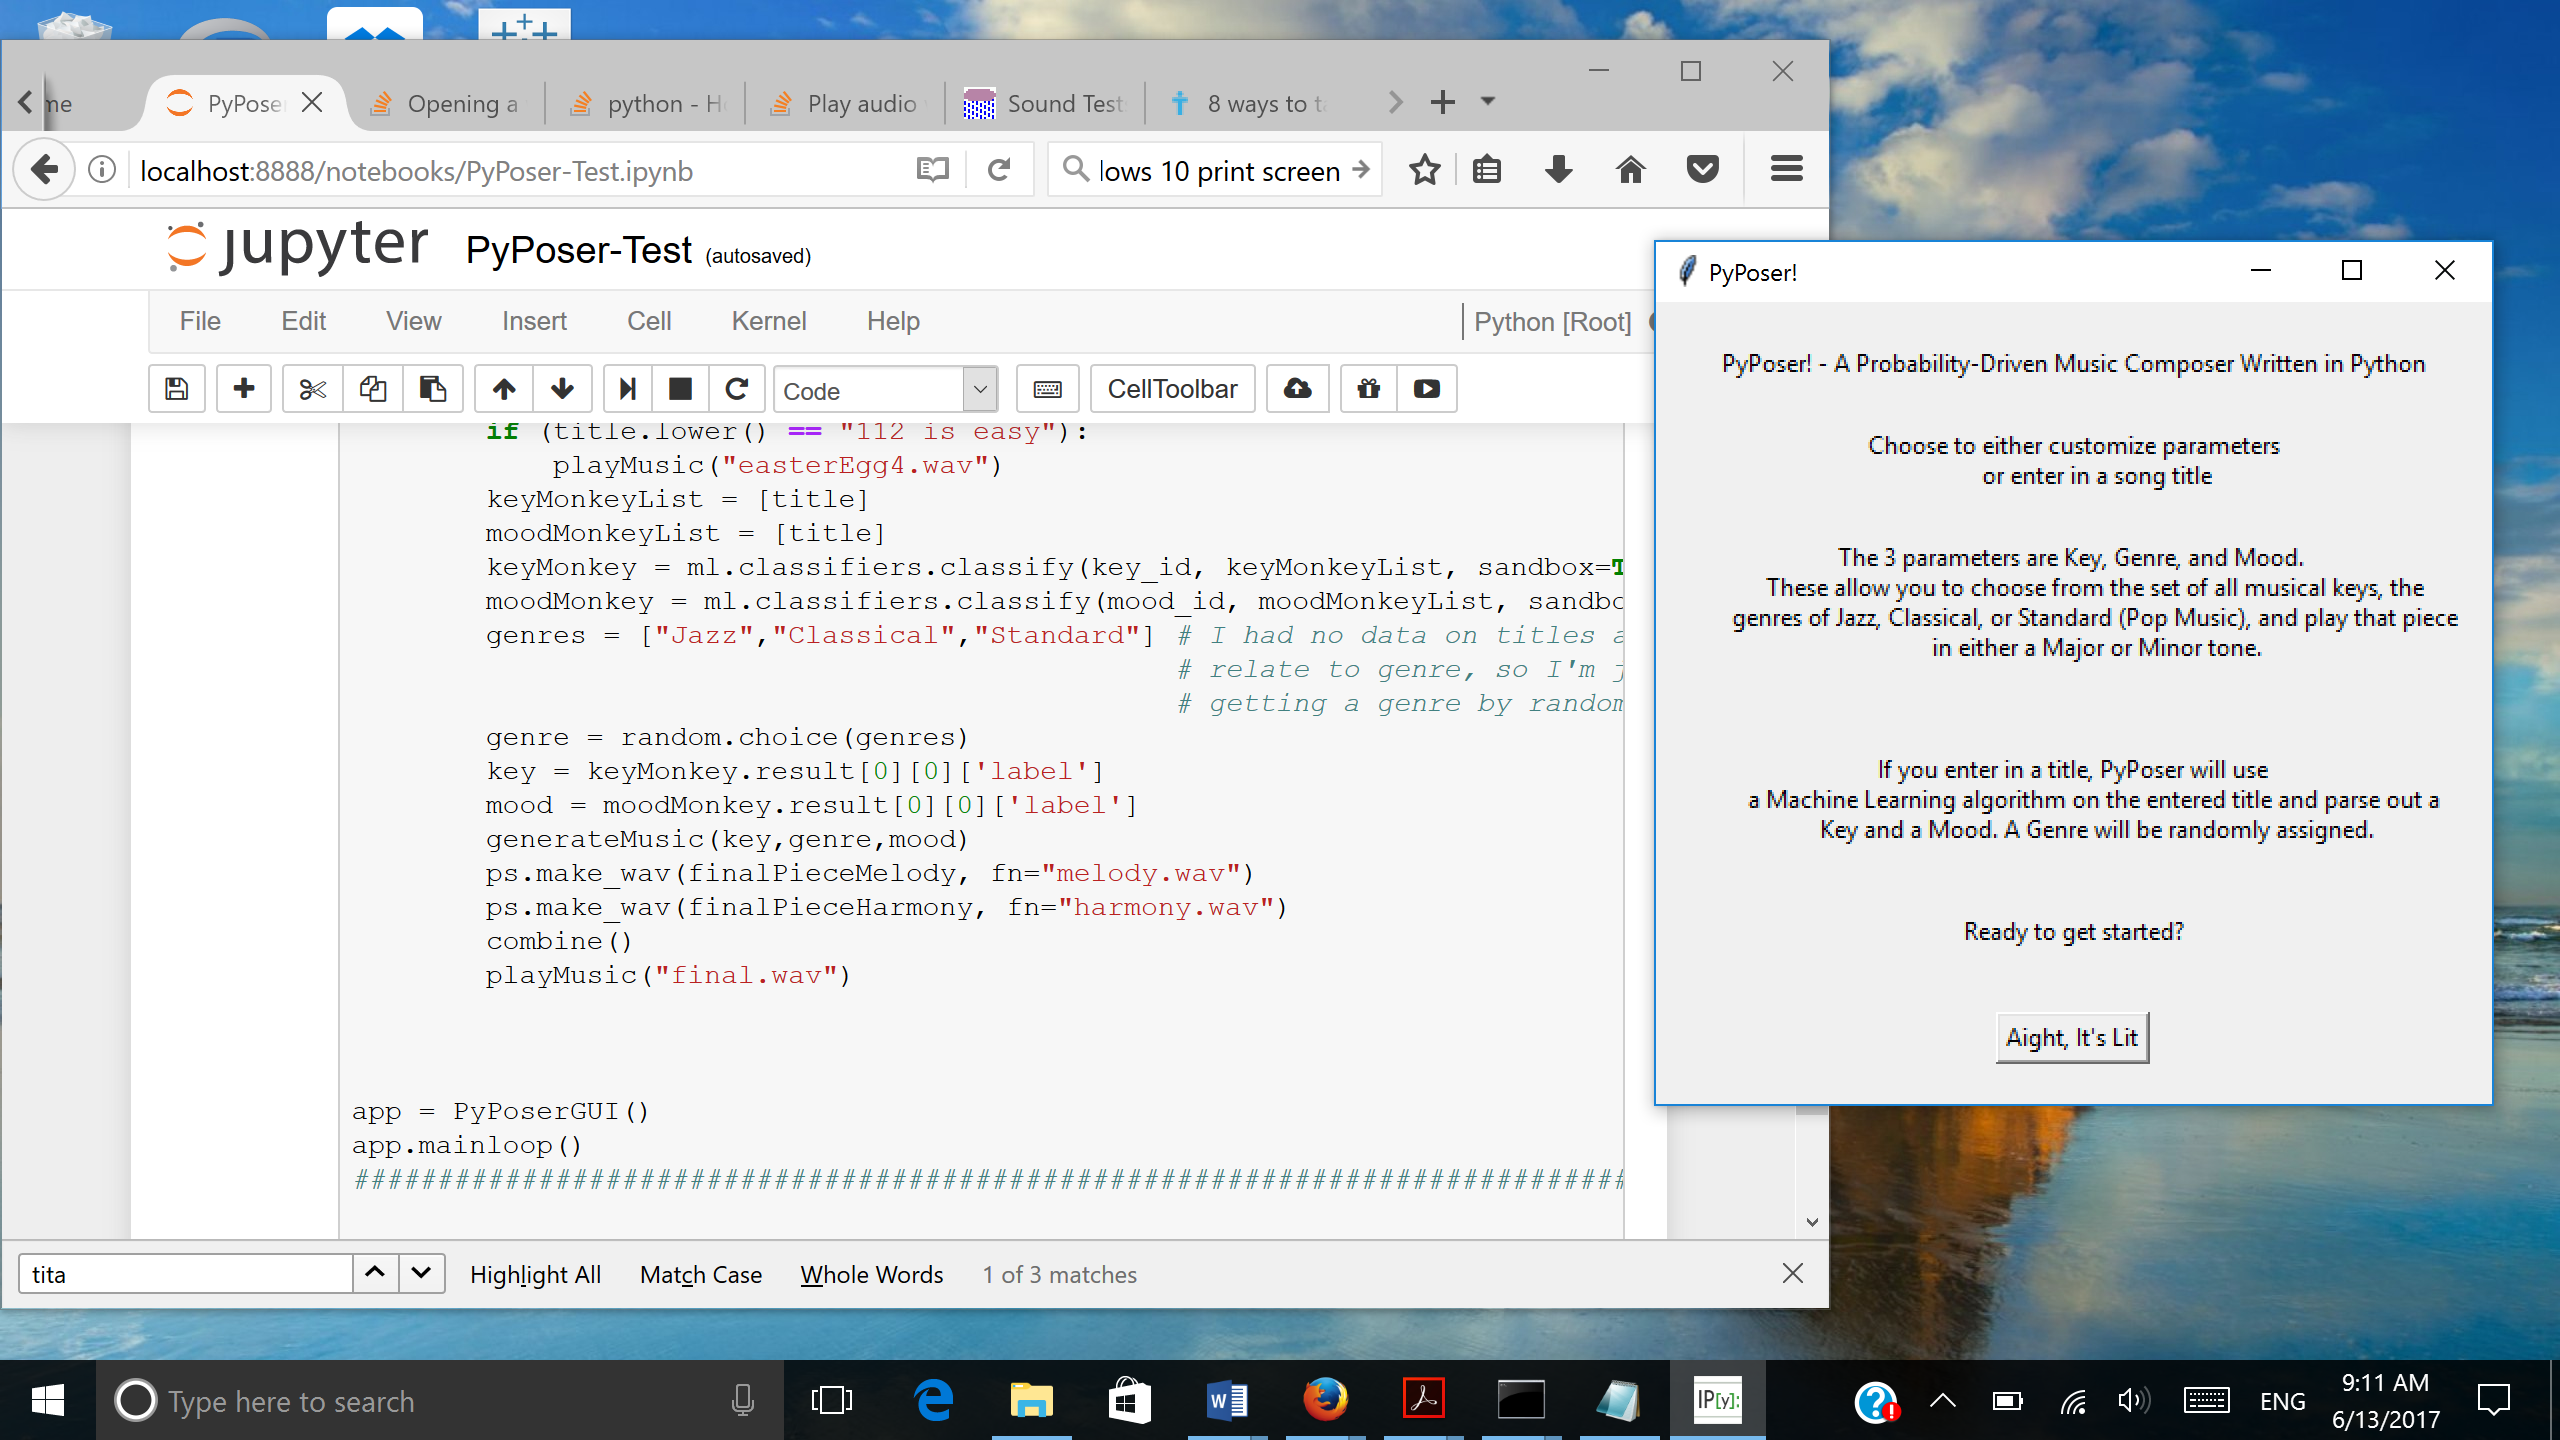 me
PyPose
Opening a
python - H
Play audio
Sound Test
8 ways to ta
localhost:8888/notebooks/PyPoser-Test.ipynb
lows 10 print screen
jupyter PyPoser-Test (autosaved)
File Edit View Insert Cell Kernel Help Python [Root]
Code CellToolbar
if (title.lower() == "112 is easy"):
playMusic("easterEgg4.wav")
keyMonkeyList = [title]
moodMonkeyList = [title]
keyMonkey = ml.classifiers.classify(key_id, keyMonkeyList, sandbox=T
moodMonkey = ml.classifiers.classify(mood_id, moodMonkeyList, sandbo
genres = ["Jazz","Classical","Standard"] # I had no data on titles a
# relate to genre, so I'm j
# getting a genre by random
genre = random.choice(genres)
key = keyMonkey.result[0][0]['label']
mood = moodMonkey.result[0][0]['label']
generateMusic(key,genre,mood)
ps.make_wav(finalPieceMelody, fn="melody.wav")
ps.make_wav(finalPieceHarmony, fn="harmony.wav")
combine()
playMusic("final.wav")
app = PyPoserGUI()
app.mainloop()
############################################################################
tita Highlight All Match Case Whole Words 1 of 3 matches
PyPoser!
PyPoser! - A Probability-Driven Music Composer Written in Python
Choose to either customize parameters
or enter in a song title
The 3 parameters are Key, Genre, and Mood.
These allow you to choose from the set of all musical keys, the
genres of Jazz, Classical, or Standard (Pop Music), and play that piece
in either a Major or Minor tone.
If you enter in a title, PyPoser will use
a Machine Learning algorithm on the entered title and parse out a
Key and a Mood. A Genre will be randomly assigned.
Ready to get started?
Aight, It's Lit
Type here to search
IP[y]:
ENG
9:11 AM
6/13/2017